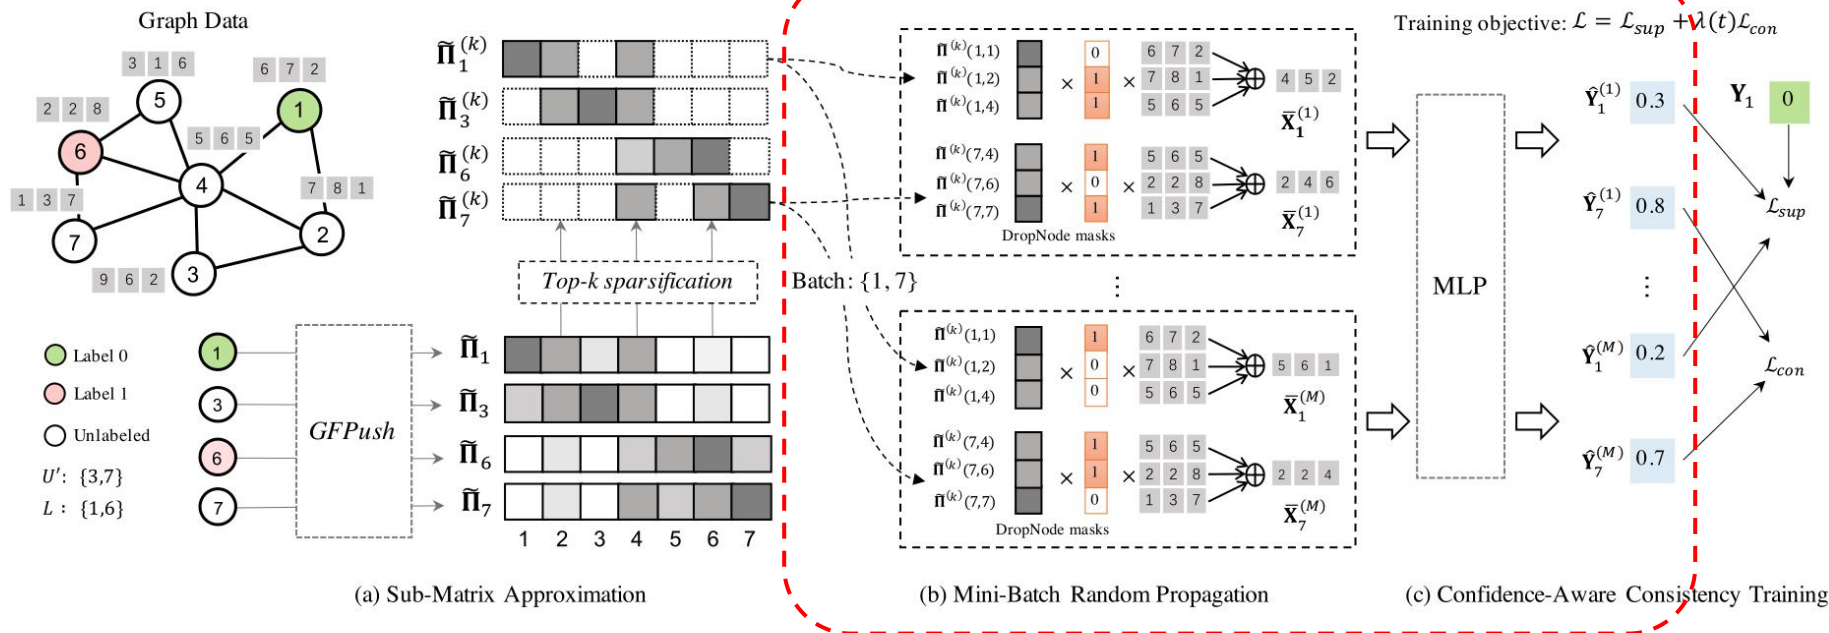 Graph Data
3 1 6
6 7 2
2 2 8
5
1
5 6 5
6
4
7 8 1
1 3 7
7
2
9 6 2
3
Label 0
Label 1
Unlabeled
U′: {3,7}
L : {1,6}
1
3
6
7
GFPush
Π̃₁⁽ᵏ⁾
Π̃₃⁽ᵏ⁾
Π̃₆⁽ᵏ⁾
Π̃₇⁽ᵏ⁾
Top-k sparsification
Π̃₁
Π̃₃
Π̃₆
Π̃₇
1 2 3 4 5 6 7
(a) Sub-Matrix Approximation
Batch: {1, 7}
Π̃⁽ᵏ⁾(1,1)
Π̃⁽ᵏ⁾(1,2)
Π̃⁽ᵏ⁾(1,4)
×
0
1
1
×
6 7 2
7 8 1
5 6 5
⊕
4 5 2
X̄₁⁽¹⁾
Π̃⁽ᵏ⁾(7,4)
Π̃⁽ᵏ⁾(7,6)
Π̃⁽ᵏ⁾(7,7)
×
1
0
1
×
5 6 5
2 2 8
1 3 7
⊕
2 4 6
X̄₇⁽¹⁾
DropNode masks
⋮
Π̃⁽ᵏ⁾(1,1)
Π̃⁽ᵏ⁾(1,2)
Π̃⁽ᵏ⁾(1,4)
×
1
0
0
×
6 7 2
7 8 1
5 6 5
⊕
5 6 1
X̄₁⁽ᴹ⁾
Π̃⁽ᵏ⁾(7,4)
Π̃⁽ᵏ⁾(7,6)
Π̃⁽ᵏ⁾(7,7)
×
1
1
0
×
5 6 5
2 2 8
1 3 7
⊕
2 2 4
X̄₇⁽ᴹ⁾
DropNode masks
(b) Mini-Batch Random Propagation
Training objective: ℒ = ℒsup + λ(t)ℒcon
MLP
Ŷ₁⁽¹⁾ 0.3
Y₁ 0
Ŷ₇⁽¹⁾ 0.8
ℒsup
⋮
Ŷ₁⁽ᴹ⁾ 0.2
ℒcon
Ŷ₇⁽ᴹ⁾ 0.7
(c) Confidence-Aware Consistency Training